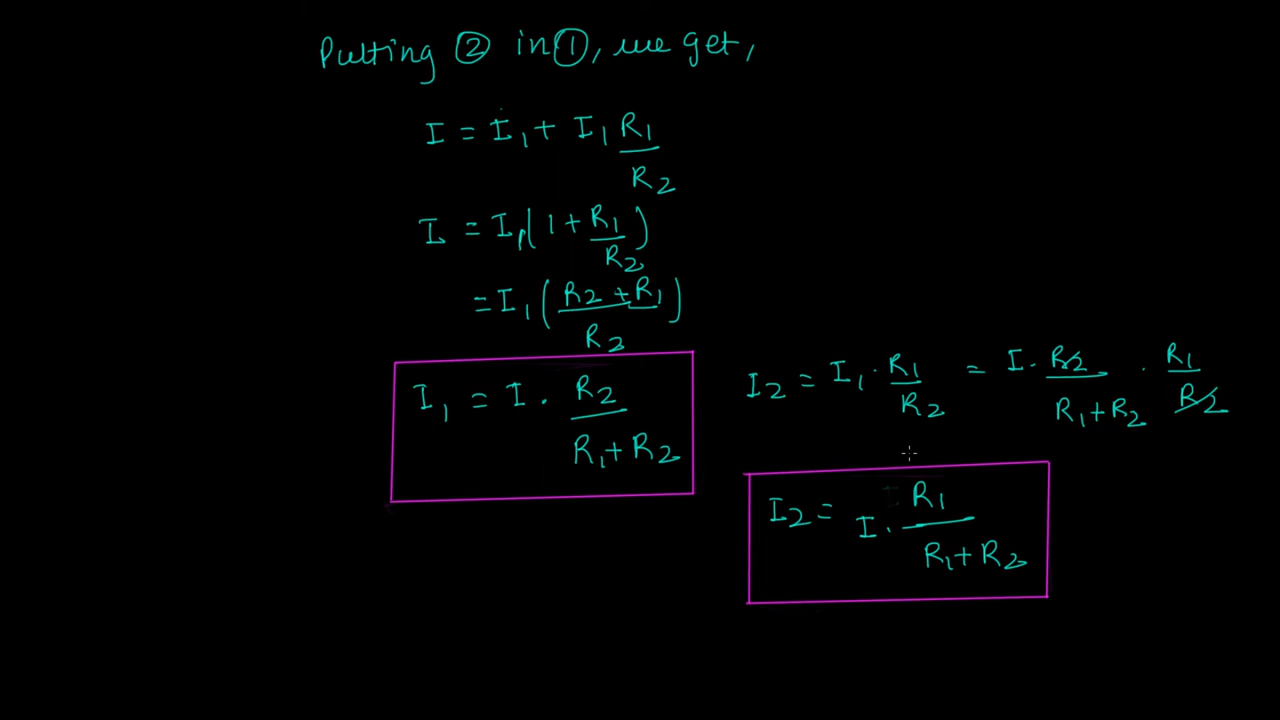 Putting ② in ①, we get,
I = I₁ + I₁ R₁/R₂
I = I₁(1 + R₁/R₂)
= I₁((R₂ + R₁)/R₂)
I₁ = I · R₂/(R₁+R₂)
I₂ = I₁ · R₁/R₂ = I · R₂/(R₁+R₂) · R₁/R₂
I₂ = I · R₁/(R₁+R₂)